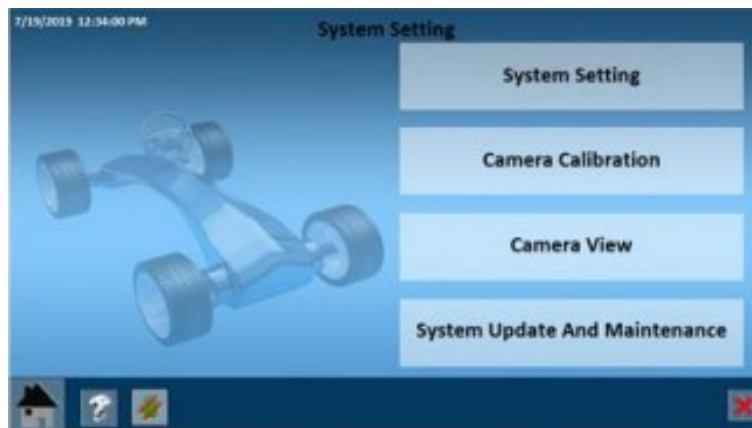 7/19/2019 12:34:00 PM
System Setting
System Setting
Camera Calibration
Camera View
System Update And Maintenance